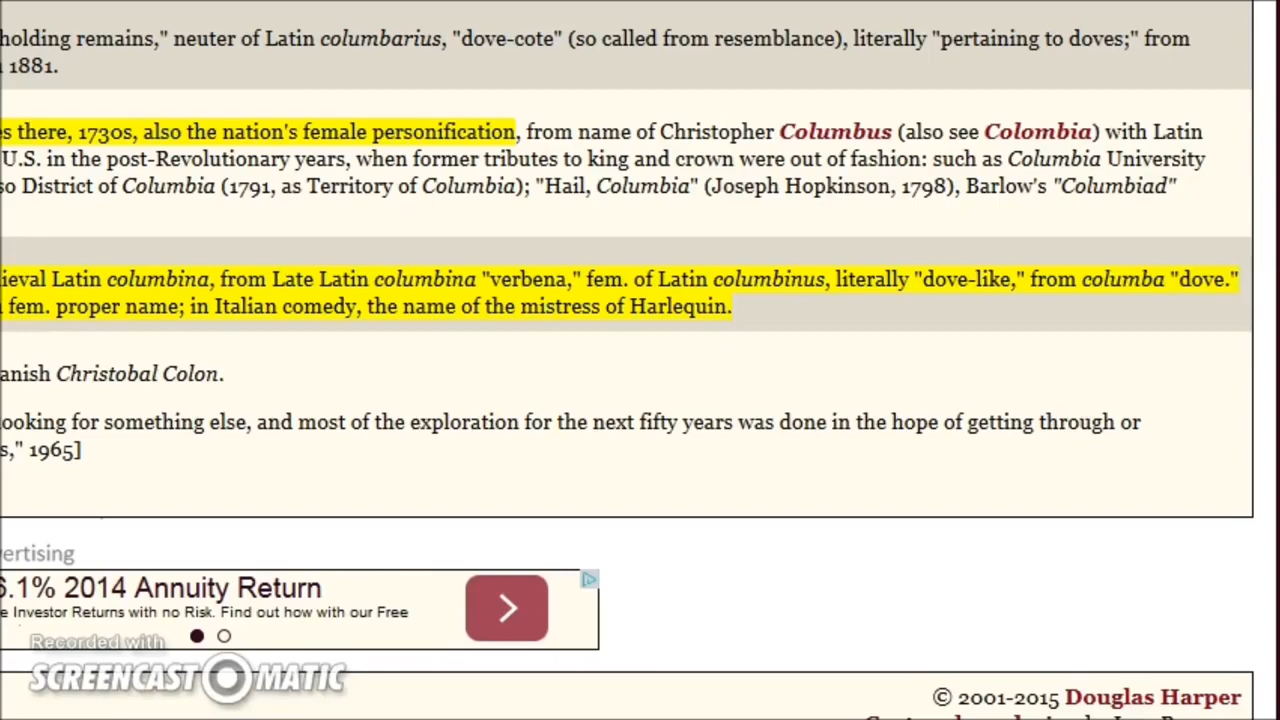 holding remains," neuter of Latin columbarius, "dove-cote" (so called from resemblance), literally "pertaining to doves;" from
1881.
es there, 1730s, also the nation's female personification, from name of Christopher Columbus (also see Colombia) with Latin
U.S. in the post-Revolutionary years, when former tributes to king and crown were out of fashion: such as Columbia University
so District of Columbia (1791, as Territory of Columbia); "Hail, Columbia" (Joseph Hopkinson, 1798), Barlow's "Columbiad"
ieval Latin columbina, from Late Latin columbina "verbena," fem. of Latin columbinus, literally "dove-like," from columba "dove."
fem. proper name; in Italian comedy, the name of the mistress of Harlequin.
anish Christobal Colon.
ooking for something else, and most of the exploration for the next fifty years was done in the hope of getting through or
s," 1965]
vertising
6.1% 2014 Annuity Return
e Investor Returns with no Risk. Find out how with our Free
Recorded with
SCREENCAST MATIC
© 2001-2015 Douglas Harper